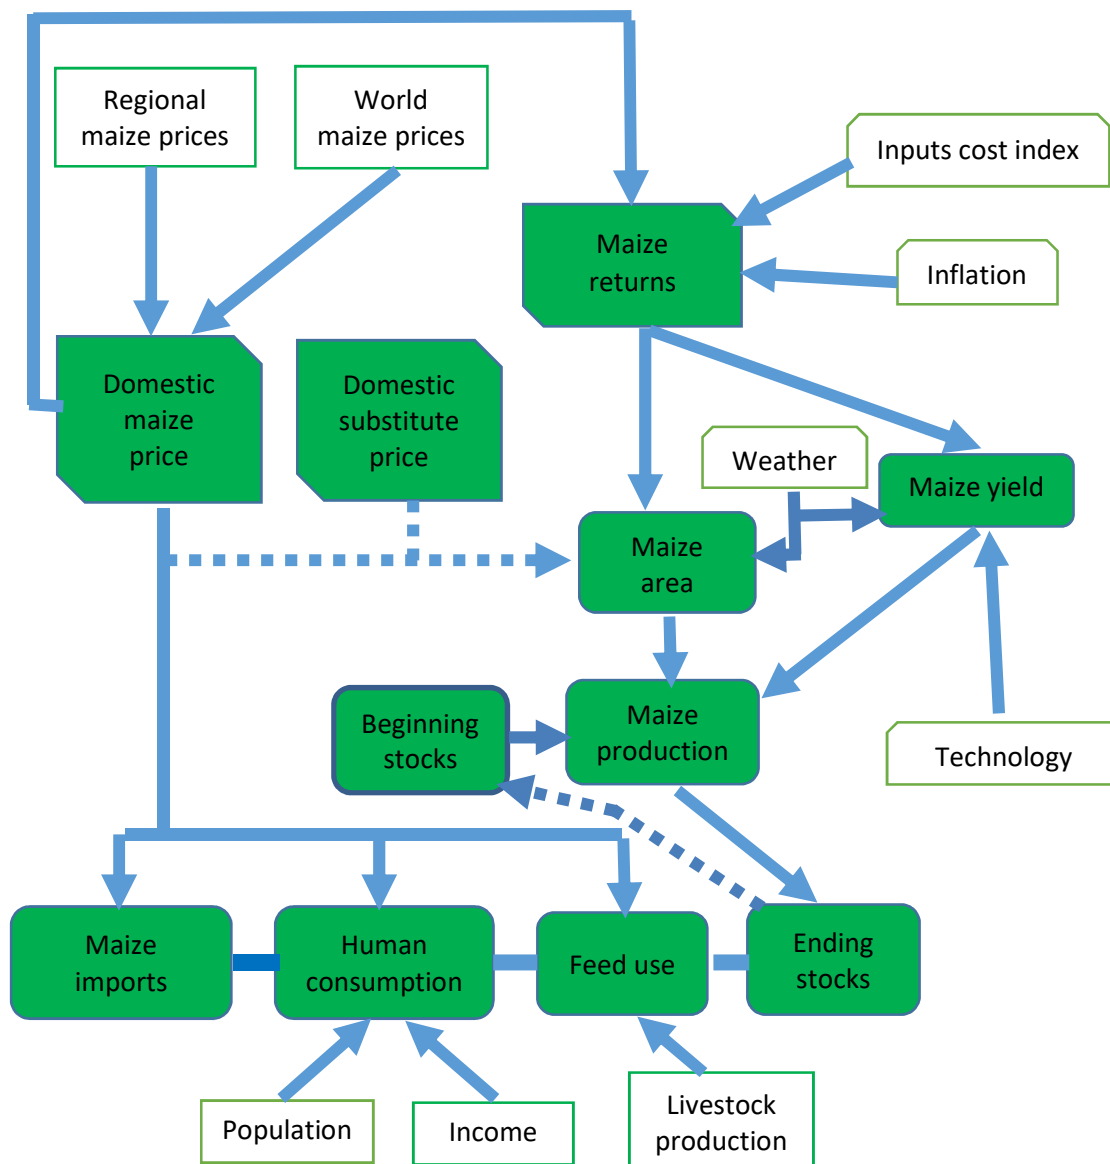 Regional
maize prices
World
maize prices
Inputs cost index
Maize
returns
Inflation
Domestic
maize
price
Domestic
substitute
price
Weather
Maize yield
Maize
area
Beginning
stocks
Maize
production
Technology
Maize
imports
Human
consumption
Feed use
Ending
stocks
Population
Income
Livestock
production